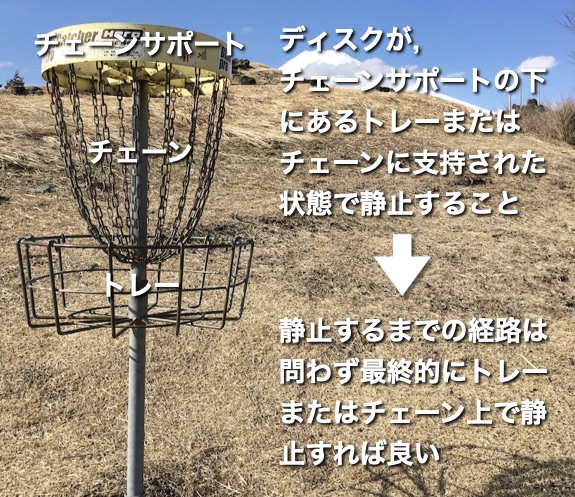 チェーンサポート
チェーン
トレー
ディスクが,
チェーンサポートの下
にあるトレーまたは
チェーンに支持された
状態で静止すること
静止するまでの経路は
問わず最終的にトレー
またはチェーン上で静
止すれば良い